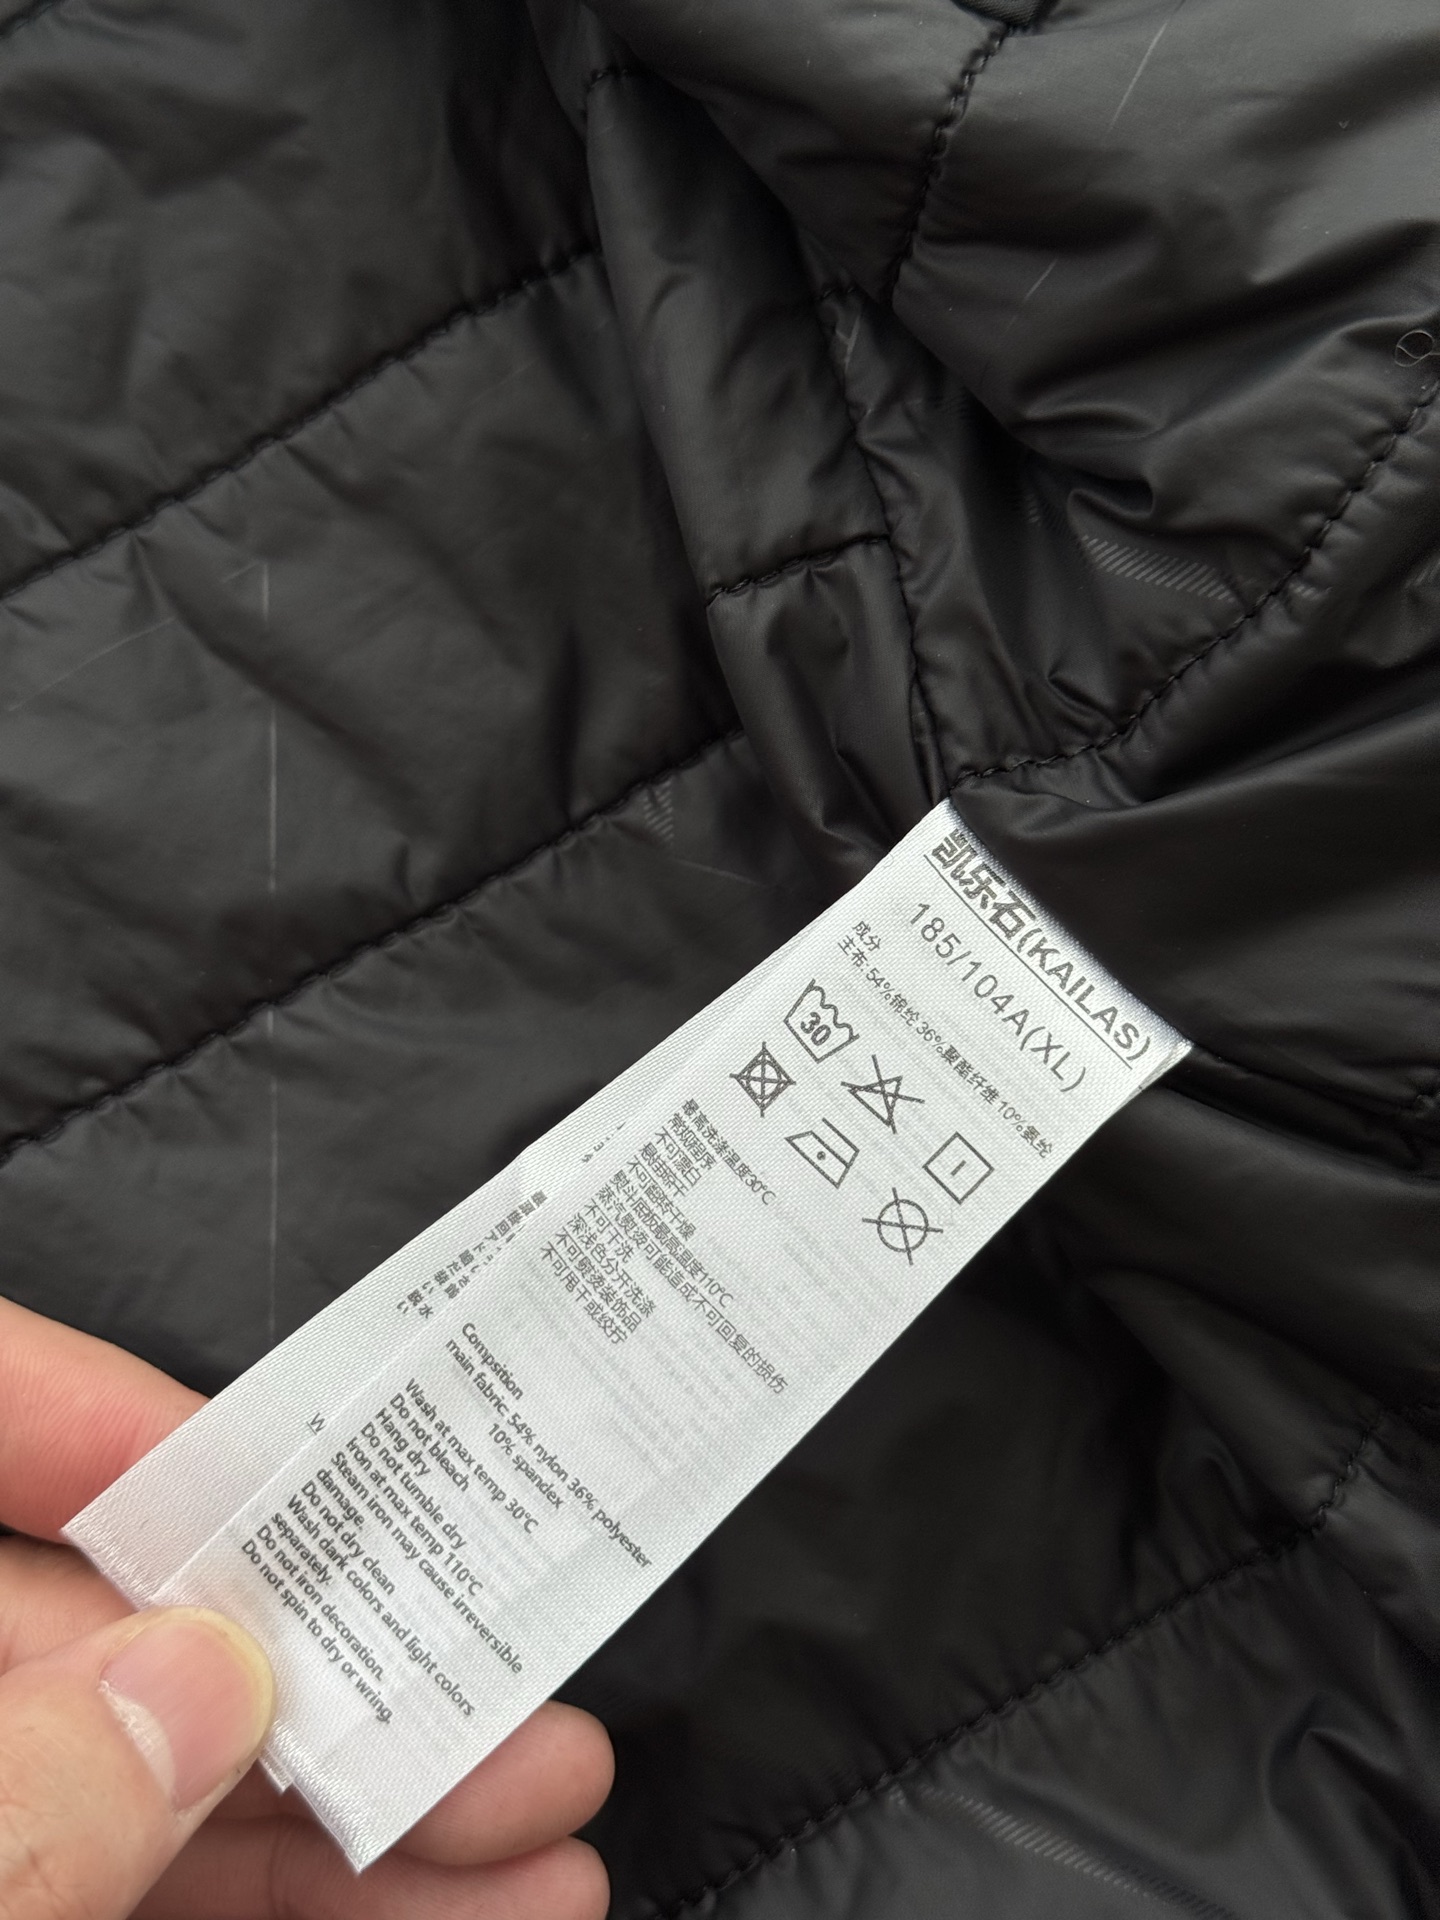 凯乐石(KAILAS)
185/104A(XL)
成分
主布: 54%锦纶 36%聚酯纤维 10%氨纶
30
最高洗涤温度30℃
常规程序
不可漂白
悬挂晾干
不可翻转干燥
熨斗底板最高温度110℃
蒸汽熨烫可能造成不可回复的损伤
不可干洗
深浅色分开洗涤
不可熨烫装饰品
不可甩干或绞拧
Compsition
main fabric: 54% nylon 36% polyester
10% spandex
Wash at max temp 30℃
Do not bleach
Hang dry
Do not tumble dry
Iron at max temp 110℃
Steam iron may cause irreversible
damage.
Do not dry clean
Wash dark colors and light colors
separately.
Do not iron decoration.
Do not spin to dry or wring.
W